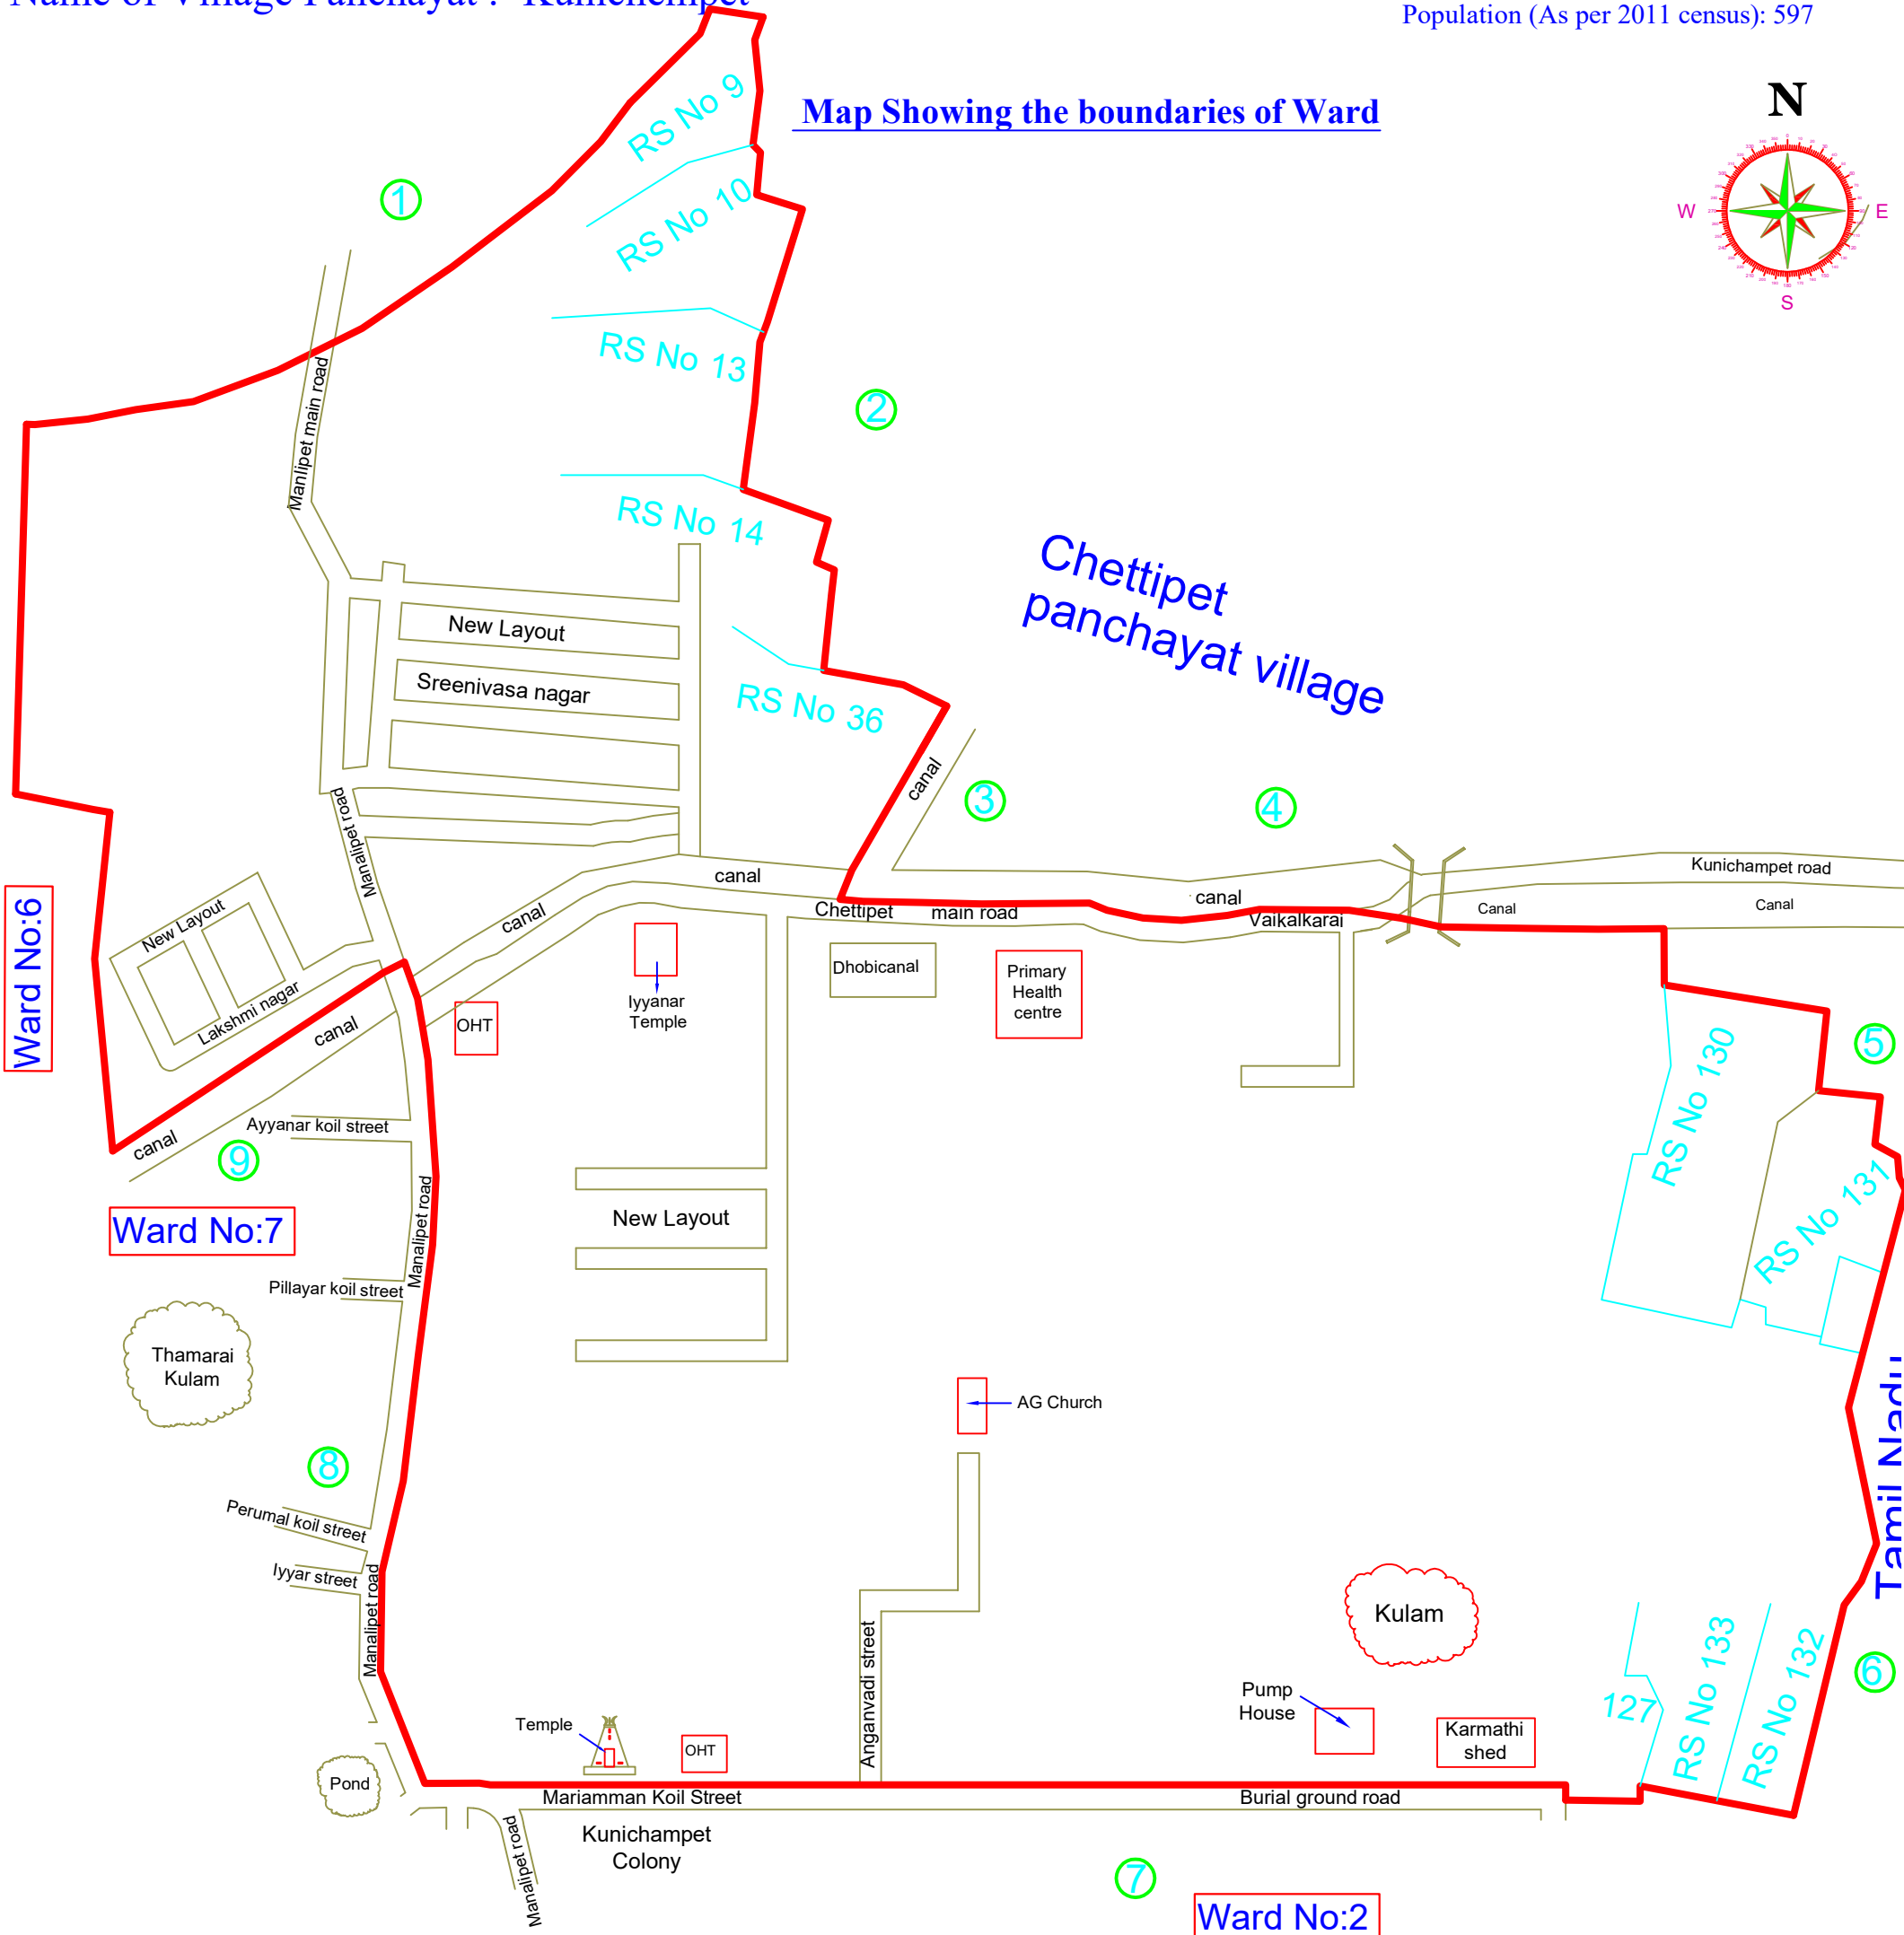 Name of Village Panchayat : Kunichempet
Population (As per 2011 census): 597
Map Showing the boundaries of Ward
N
W
E
S
RS No 9
RS No 10
1
RS No 13
2
RS No 14
Manlipet main road
Chettipet
panchayat village
New Layout
Sreenivasa nagar
RS No 36
canal
3
4
Manalipet road
canal
Kunichampet road
canal
Chettipet main road
Vaikalkarai
Canal
Canal
canal
New Layout
Lakshmi nagar
Ward No:6
Dhobicanal
Primary
Health
centre
Iyyanar
Temple
OHT
canal
5
RS No 130
Ayyanar koil street
canal
9
RS No 131
Ward No:7
New Layout
Manalipet road
Pillayar koil street
Thamarai
Kulam
AG Church
Tamil Nadu
8
Perumal koil street
Iyyar street
Manalipet road
Kulam
Anganvadi street
RS No 133
RS No 132
6
127
Pump
House
Karmathi
shed
Temple
OHT
Pond
Mariamman Koil Street
Burial ground road
Manalipet road
Kunichampet
Colony
7
Ward No:2